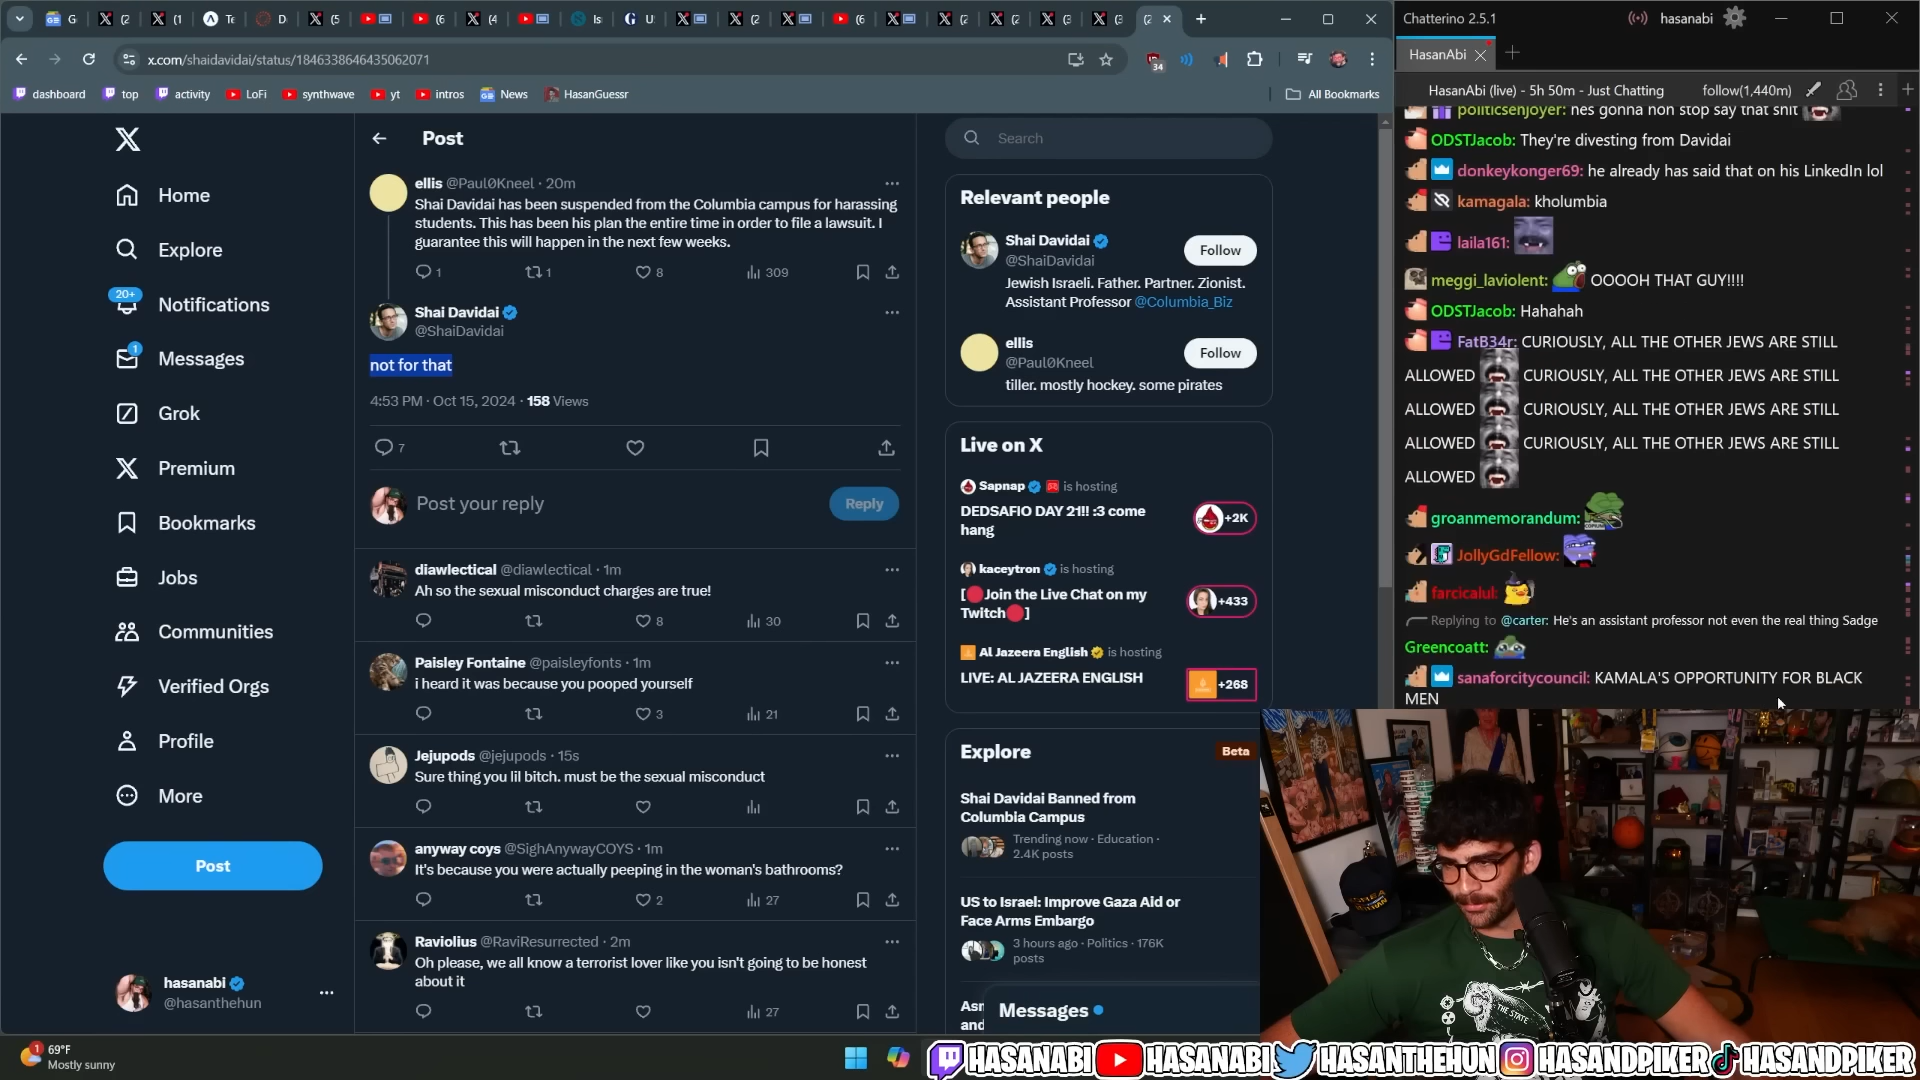 x.com/shaidavidai/status/1846338646435062071
34
dashboard
top
activity
LoFi
synthwave
yt
intros
News
HasanGuessr
All Bookmarks
Home
Explore
20+
Notifications
1
Messages
Grok
Premium
Bookmarks
Jobs
Communities
Verified Orgs
Profile
More
Post
hasanabi
@hasanthehun
Post
ellis @Paul0Kneel · 20m
Shai Davidai has been suspended from the Columbia campus for harassing
students. This has been his plan the entire time in order to file a lawsuit. I
guarantee this will happen in the next few weeks.
1
1
8
309
Shai Davidai
@ShaiDavidai
not for that
4:53 PM · Oct 15, 2024 · 158 Views
7
Post your reply
Reply
diawlectical @diawlectical · 1m
Ah so the sexual misconduct charges are true!
8
30
Paisley Fontaine @paisleyfonts · 1m
i heard it was because you pooped yourself
3
21
Jejupods @jejupods · 15s
Sure thing you lil bitch. must be the sexual misconduct
anyway coys @SighAnywayCOYS · 1m
It's because you were actually peeping in the woman's bathrooms?
2
27
Raviolius @RaviResurrected · 2m
Oh please, we all know a terrorist lover like you isn't going to be honest
about it
27
Search
Relevant people
Shai Davidai
@ShaiDavidai
Follow
Jewish Israeli. Father. Partner. Zionist.
Assistant Professor @Columbia_Biz
ellis
@Paul0Kneel
Follow
tiller. mostly hockey. some pirates
Live on X
Sapnap is hosting
DEDSAFIO DAY 21!! :3 come
hang
+2K
kaceytron is hosting
[🔴Join the Live Chat on my
Twitch🔴]
+433
Al Jazeera English is hosting
LIVE: AL JAZEERA ENGLISH
+268
Explore
Beta
Shai Davidai Banned from
Columbia Campus
Trending now · Education ·
2.4K posts
US to Israel: Improve Gaza Aid or
Face Arms Embargo
3 hours ago · Politics · 176K
posts
Messages
Chatterino 2.5.1
hasanabi
HasanAbi
HasanAbi (live) - 5h 50m - Just Chatting
follow(1,440m)
politicsenjoyer: hes gonna non stop say that shit
ODSTJacob: They're divesting from Davidai
donkeykonger69: he already has said that on his LinkedIn lol
kamagala: kholumbia
laila161:
meggi_laviolent: OOOOH THAT GUY!!!!
ODSTJacob: Hahahah
FatB34r: CURIOUSLY, ALL THE OTHER JEWS ARE STILL
ALLOWED CURIOUSLY, ALL THE OTHER JEWS ARE STILL
ALLOWED CURIOUSLY, ALL THE OTHER JEWS ARE STILL
ALLOWED CURIOUSLY, ALL THE OTHER JEWS ARE STILL
ALLOWED
groanmemorandum:
JollyGdFellow:
farcicalul:
Replying to @carter: He's an assistant professor not even the real thing Sadge
Greencoatt:
sanaforcitycouncil: KAMALA'S OPPORTUNITY FOR BLACK
MEN
1
69°F
Mostly sunny
HASANABI
HASANABI
HASANTHEHUN
HASANDPIKER
HASANDPIKER